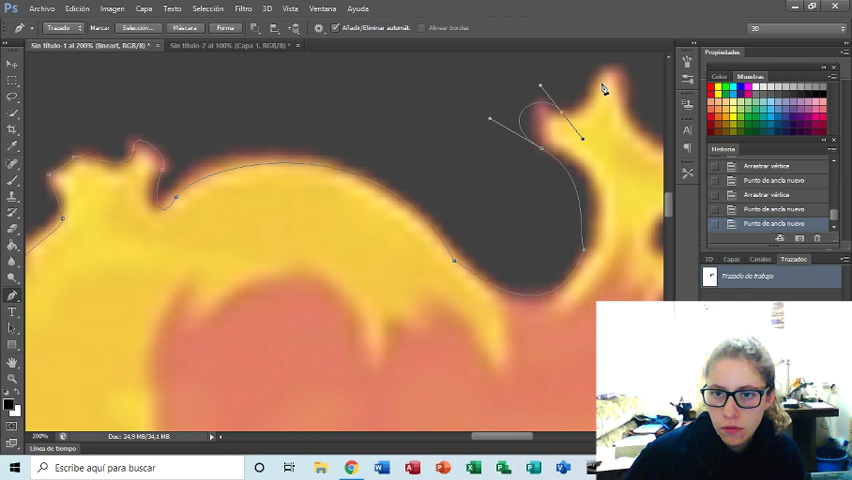 Ps Archivo Edición Imagen Capa Texto Selección Filtro 3D Vista Ventana Ayuda
Trazado Marca: Selección... Máscara Forma Añadir/Eliminar automát. Alinear bordes 3D
Sin título-1 al 200% (lineart, RGB/8) * × Sin título-2 al 100% (Capa 1, RGB/8) * ×
Propiedades
Color Muestras
Historia
Arrastrar vértice
Punto de ancla nuevo
Arrastrar vértice
Punto de ancla nuevo
Punto de ancla nuevo
3D Capas Canales Trazados
Trazado de trabajo
200% Doc: 24,9 MB/34,1 MB
Línea de tiempo
Escribe aquí para buscar